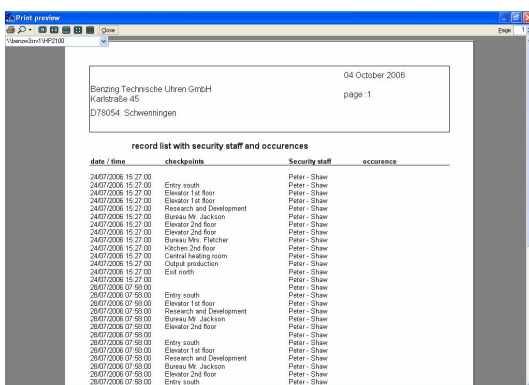 Print preview
Close
Page 1
\\benzw3srv1\HP2100
04 October 2006
Benzing Technische Uhren GmbH
Karlstraße 45
page :1
D78054 Schwenningen
record list with security staff and occurences
date / time checkpoints Security staff occurence
24/07/2006 15:27:00 Peter - Shaw
24/07/2006 15:27:00 Entry south Peter - Shaw
24/07/2006 15:27:00 Elevator 1st floor Peter - Shaw
24/07/2006 15:27:00 Elevator 1st floor Peter - Shaw
24/07/2006 15:27:00 Research and Development Peter - Shaw
24/07/2006 15:27:00 Bureau Mr. Jackson Peter - Shaw
24/07/2006 15:27:00 Elevator 2nd floor Peter - Shaw
24/07/2006 15:27:00 Elevator 2nd floor Peter - Shaw
24/07/2006 15:27:00 Bureau Mrs. Fletcher Peter - Shaw
24/07/2006 15:27:00 Kitchen 2nd floor Peter - Shaw
24/07/2006 15:27:00 Central heating room Peter - Shaw
24/07/2006 15:27:00 Output production Peter - Shaw
24/07/2006 15:27:00 Exit north Peter - Shaw
24/07/2006 15:27:00 Peter - Shaw
28/07/2006 07:58:00 Peter - Shaw
28/07/2006 07:58:00 Entry south Peter - Shaw
28/07/2006 07:58:00 Elevator 1st floor Peter - Shaw
28/07/2006 07:58:00 Research and Development Peter - Shaw
28/07/2006 07:58:00 Bureau Mr. Jackson Peter - Shaw
28/07/2006 07:58:00 Elevator 2nd floor Peter - Shaw
28/07/2006 07:58:00 Peter - Shaw
28/07/2006 07:58:00 Entry south Peter - Shaw
28/07/2006 07:58:00 Elevator 1st floor Peter - Shaw
28/07/2006 07:58:00 Research and Development Peter - Shaw
28/07/2006 07:58:00 Bureau Mr. Jackson Peter - Shaw
28/07/2006 07:58:00 Elevator 2nd floor Peter - Shaw
28/07/2006 07:58:00 Entry south Peter - Shaw